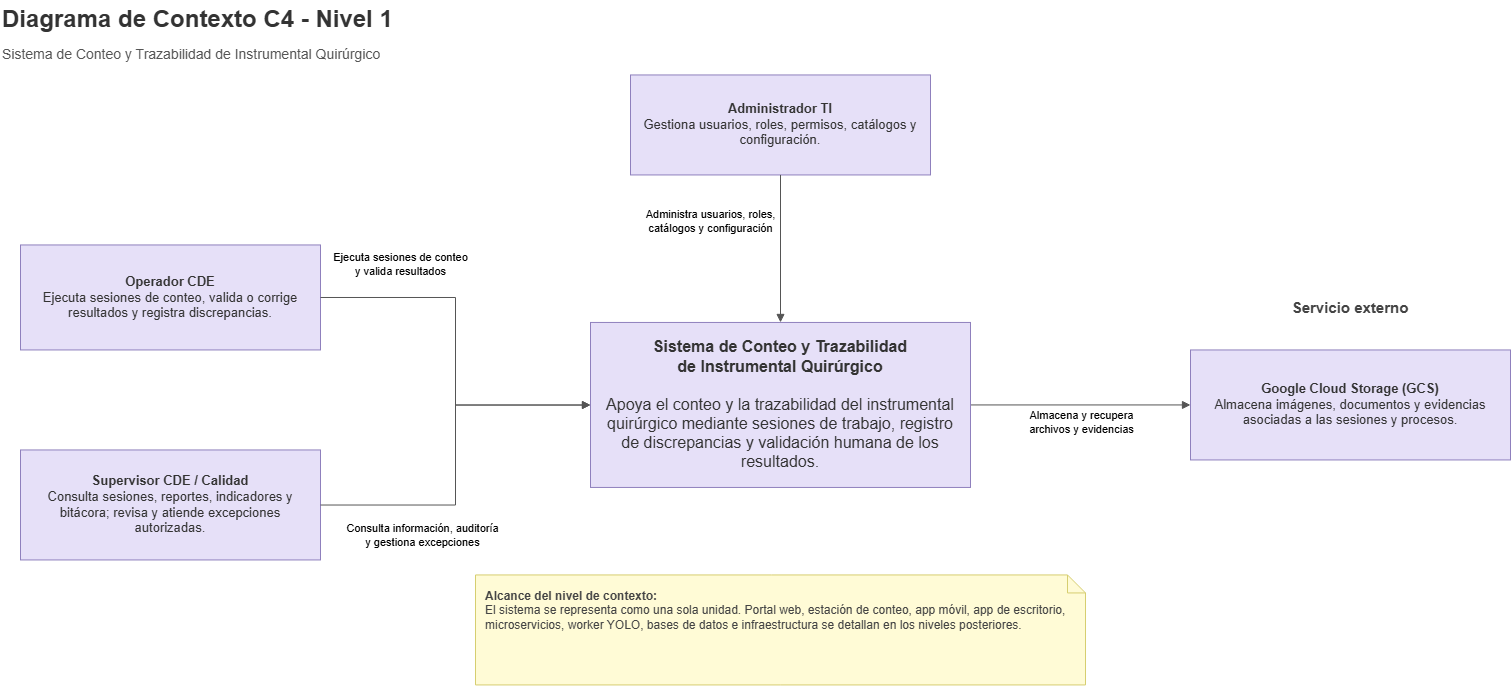 Diagrama de Contexto C4 - Nivel 1
Sistema de Conteo y Trazabilidad de Instrumental Quirúrgico
Administrador TI
Gestiona usuarios, roles, permisos, catálogos y
configuración.
Administra usuarios, roles,
catálogos y configuración
Operador CDE
Ejecuta sesiones de conteo, valida o corrige
resultados y registra discrepancias.
Ejecuta sesiones de conteo
y valida resultados
Supervisor CDE / Calidad
Consulta sesiones, reportes, indicadores y
bitácora; revisa y atiende excepciones
autorizadas.
Consulta información, auditoría
y gestiona excepciones
Sistema de Conteo y Trazabilidad
de Instrumental Quirúrgico
Apoya el conteo y la trazabilidad del instrumental
quirúrgico mediante sesiones de trabajo, registro
de discrepancias y validación humana de los
resultados.
Almacena y recupera
archivos y evidencias
Servicio externo
Google Cloud Storage (GCS)
Almacena imágenes, documentos y evidencias
asociadas a las sesiones y procesos.
Alcance del nivel de contexto:
El sistema se representa como una sola unidad. Portal web, estación de conteo, app móvil, app de escritorio,
microservicios, worker YOLO, bases de datos e infraestructura se detallan en los niveles posteriores.